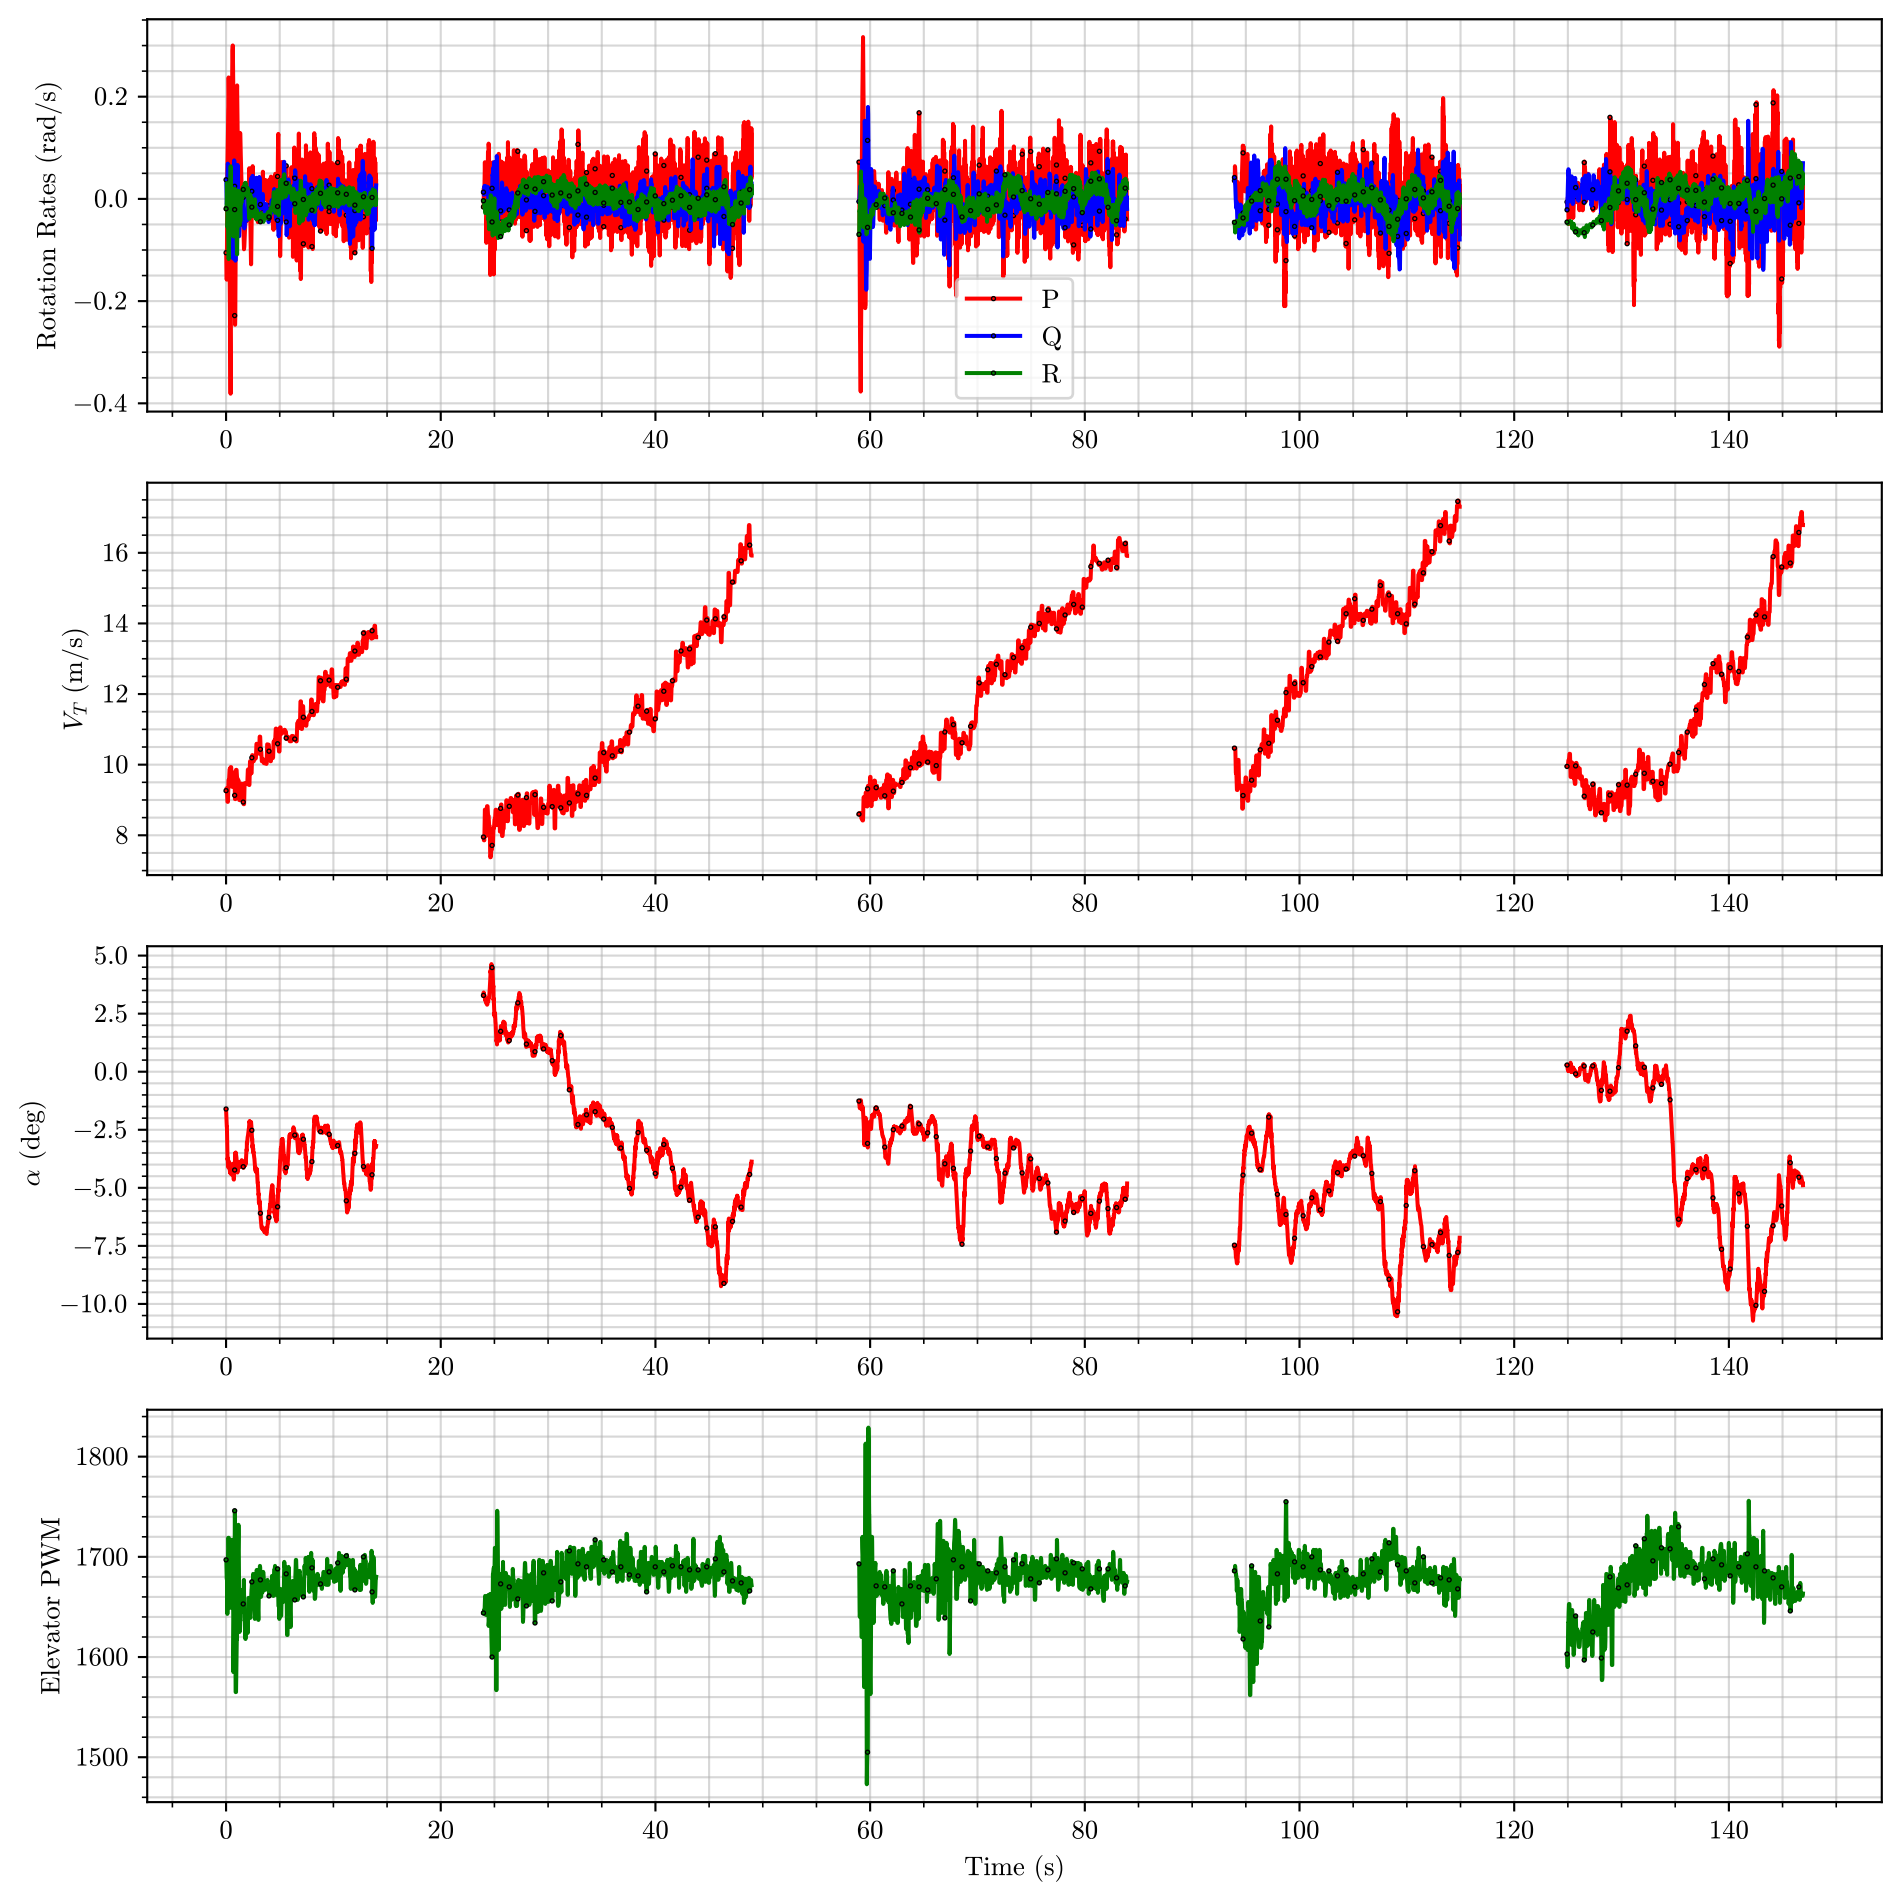 Rotation Rates (rad/s)
0.2
0.0
−0.2
−0.4
P
Q
R
0 20 40 60 80 100 120 140
V_T (m/s)
16
14
12
10
8
0 20 40 60 80 100 120 140
α (deg)
5.0
2.5
0.0
−2.5
−5.0
−7.5
−10.0
0 20 40 60 80 100 120 140
Elevator PWM
1800
1700
1600
1500
0 20 40 60 80 100 120 140
Time (s)